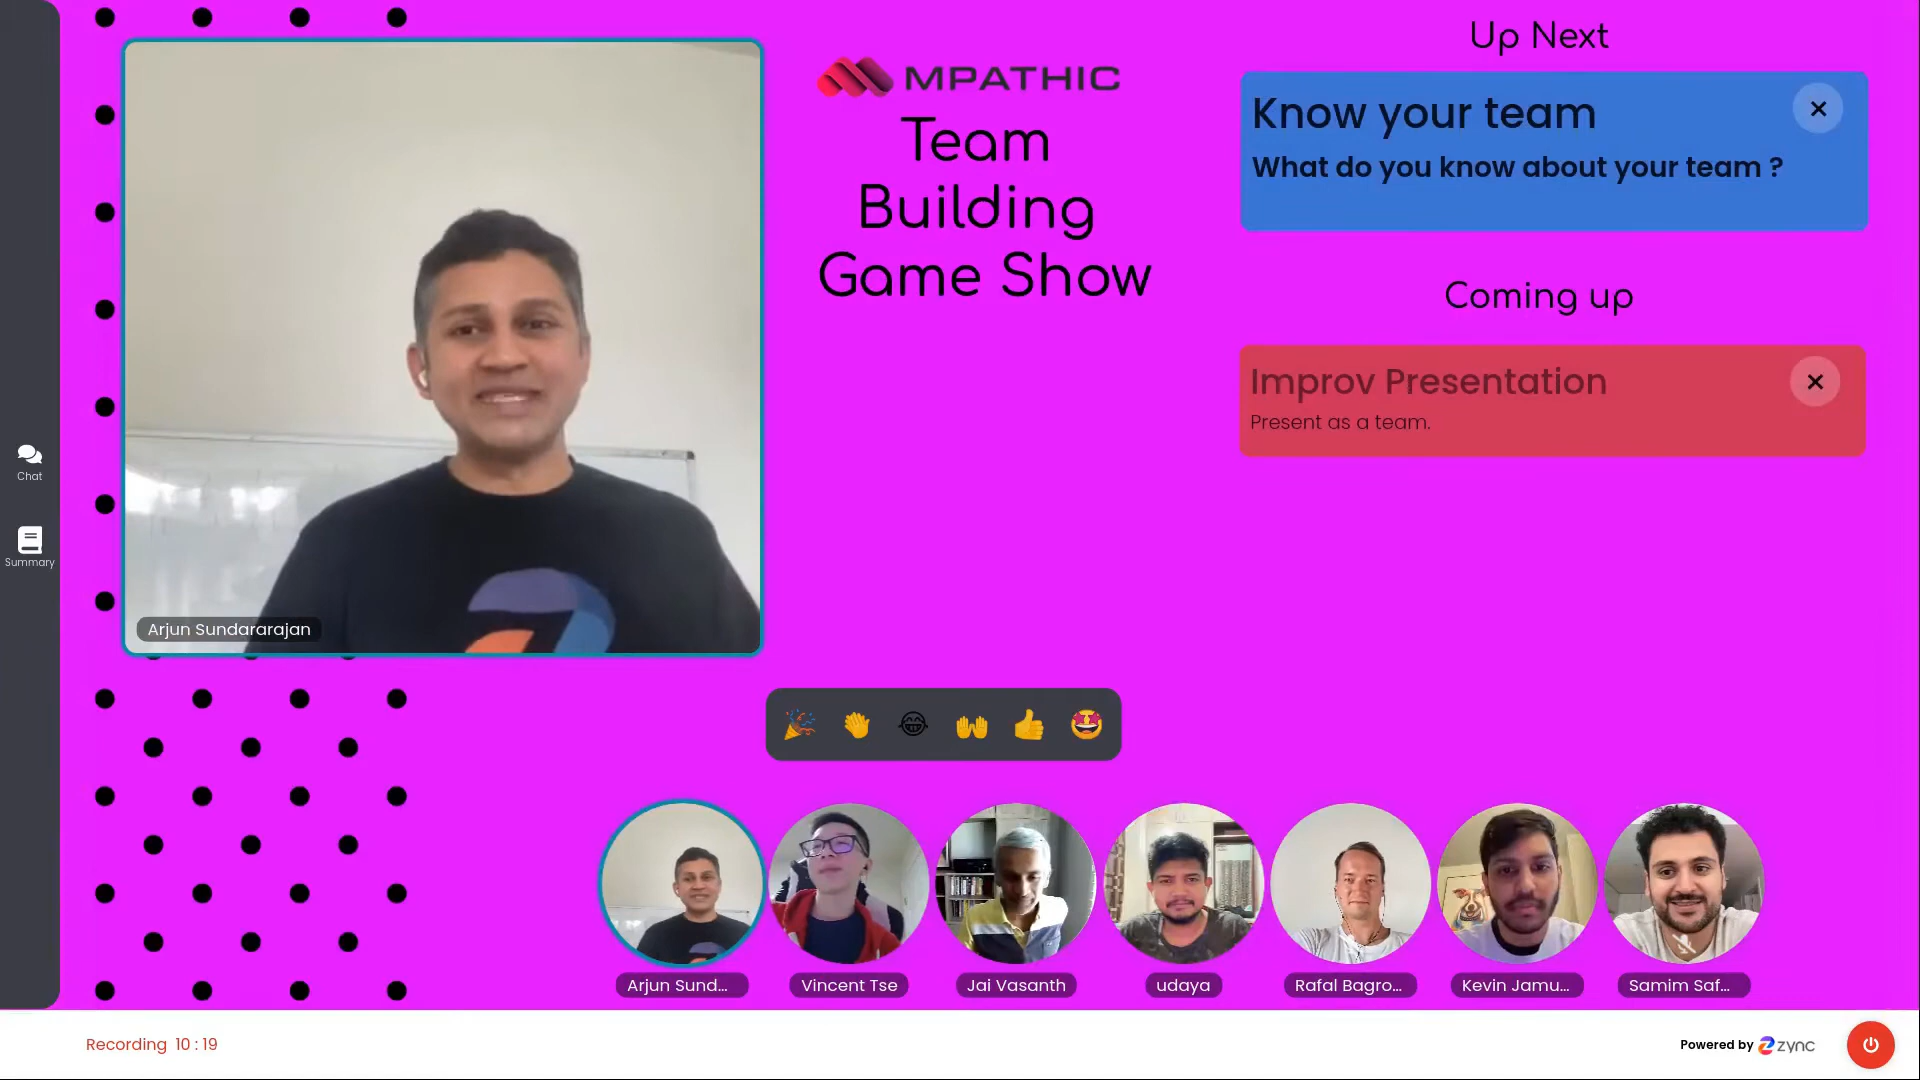 Chat
Summary
Arjun Sundararajan
MPATHIC
Team
Building
Game Show
Up Next
Know your team
What do you know about your team ?
Coming up
Improv Presentation
Present as a team.
Arjun Sund...
Vincent Tse
Jai Vasanth
udaya
Rafal Bagro...
Kevin Jamu...
Samim Saf...
Recording 10 : 19
Powered by zync